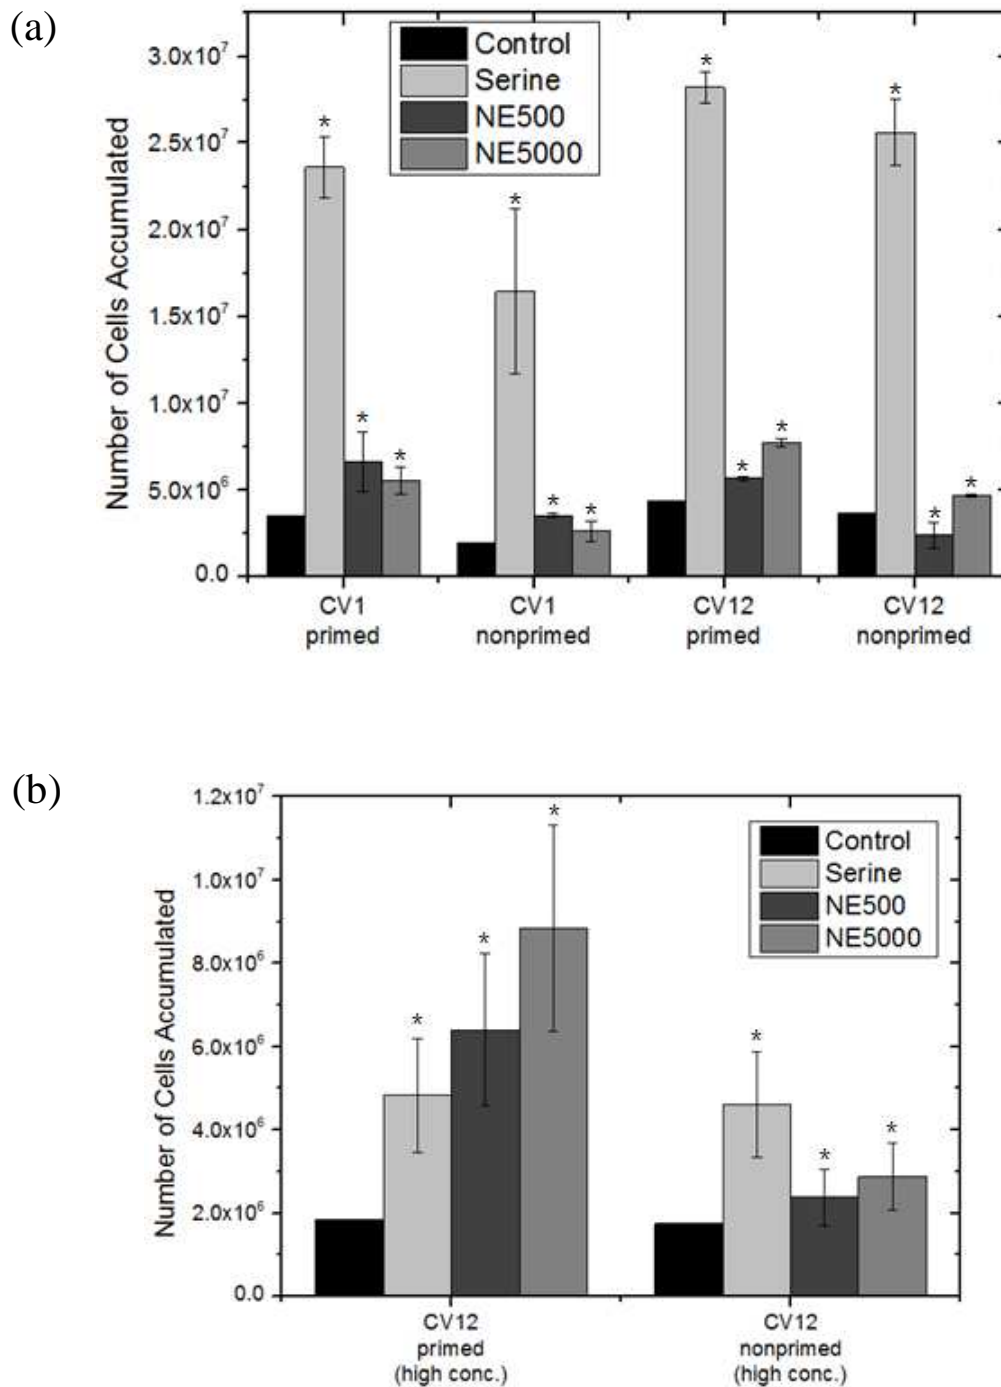 (a)
Number of Cells Accumulated
3.0x10⁷
2.5x10⁷
2.0x10⁷
1.5x10⁷
1.0x10⁷
5.0x10⁶
0.0
Control
Serine
NE500
NE5000
*
*
*
*
*
*
*
*
*
*
*
*
CV1
primed
CV1
nonprimed
CV12
primed
CV12
nonprimed
(b)
Number of Cells Accumulated
1.2x10⁷
1.0x10⁷
8.0x10⁶
6.0x10⁶
4.0x10⁶
2.0x10⁶
0.0
Control
Serine
NE500
NE5000
*
*
*
*
*
*
CV12
primed
(high conc.)
CV12
nonprimed
(high conc.)